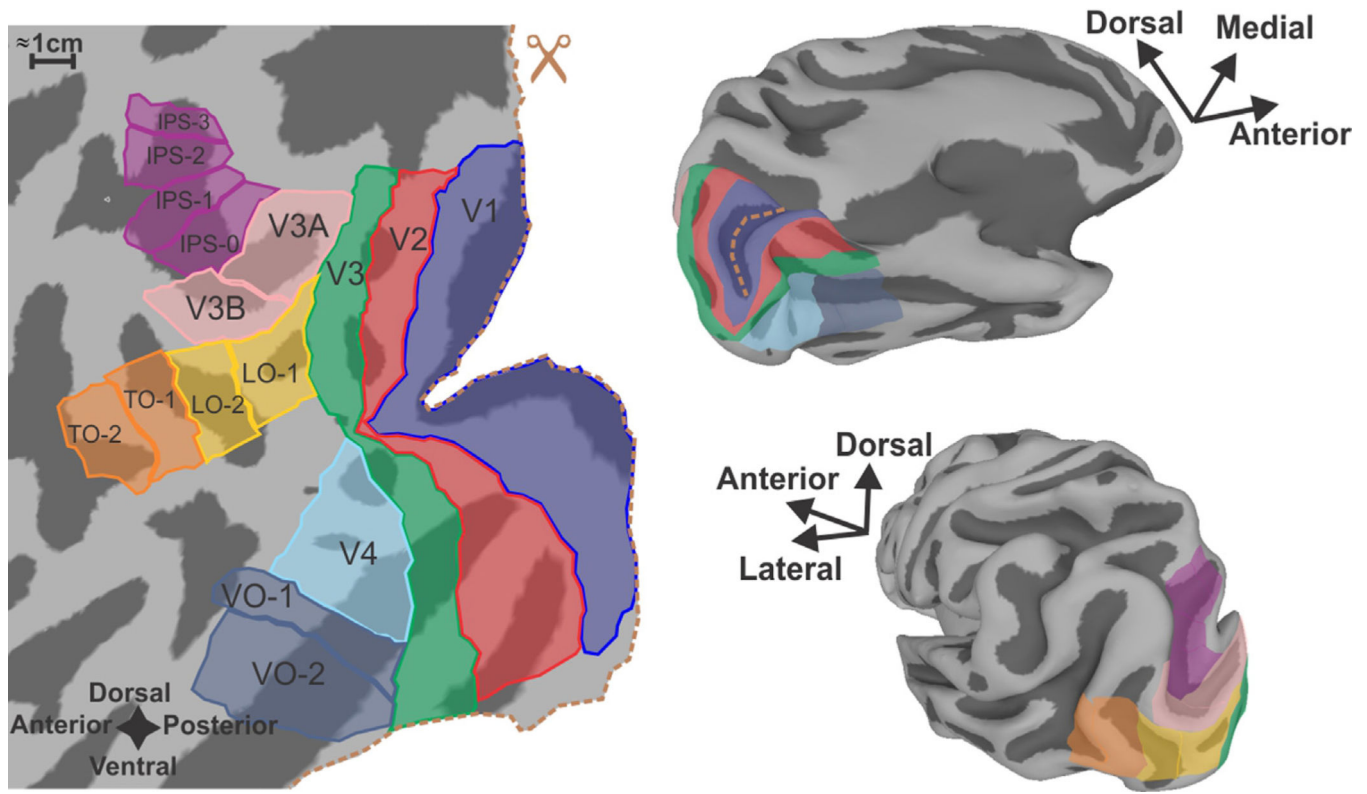 ≈1cm
IPS-3
IPS-2
IPS-1
IPS-0
V3A
V3B
V3
V2
V1
LO-1
LO-2
TO-1
TO-2
V4
VO-1
VO-2
Dorsal
Anterior
Posterior
Ventral
Dorsal
Medial
Anterior
Dorsal
Anterior
Lateral